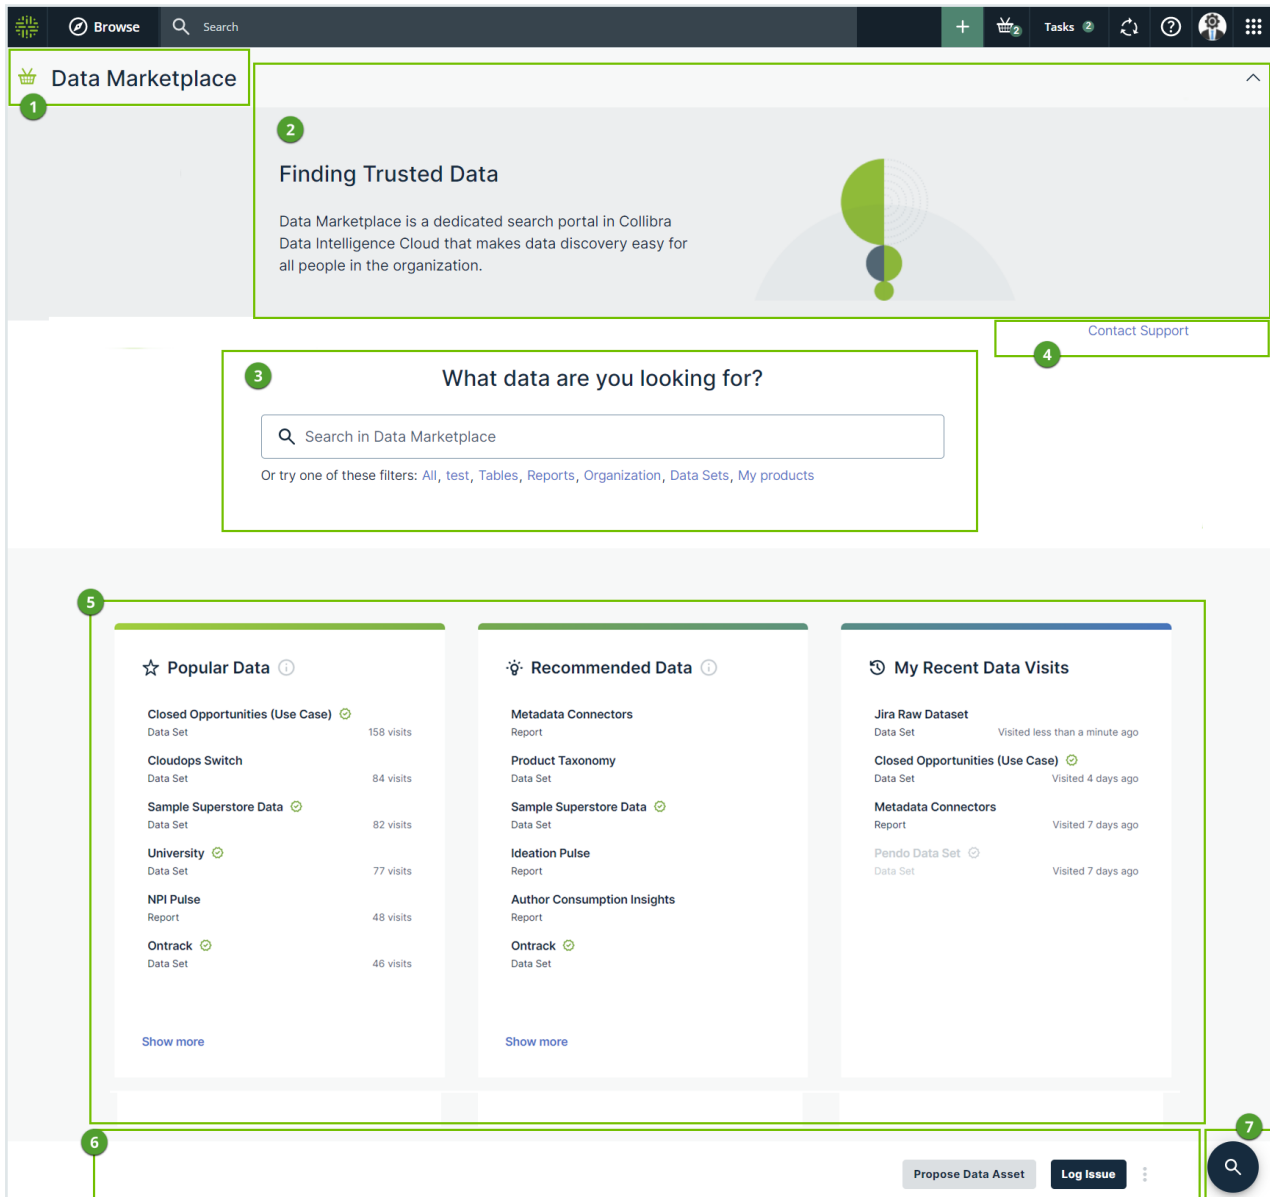 Browse
Search
2
Tasks 2
Data Marketplace
1
2
Finding Trusted Data
Data Marketplace is a dedicated search portal in Collibra
Data Intelligence Cloud that makes data discovery easy for
all people in the organization.
Contact Support
4
3
What data are you looking for?
Search in Data Marketplace
Or try one of these filters: All, test, Tables, Reports, Organization, Data Sets, My products
5
Popular Data
Closed Opportunities (Use Case)
Data Set 158 visits
Cloudops Switch
Data Set 84 visits
Sample Superstore Data
Data Set 82 visits
University
Data Set 77 visits
NPI Pulse
Report 48 visits
Ontrack
Data Set 46 visits
Show more
Recommended Data
Metadata Connectors
Report
Product Taxonomy
Data Set
Sample Superstore Data
Data Set
Ideation Pulse
Report
Author Consumption Insights
Report
Ontrack
Data Set
Show more
My Recent Data Visits
Jira Raw Dataset
Data Set Visited less than a minute ago
Closed Opportunities (Use Case)
Data Set Visited 4 days ago
Metadata Connectors
Report Visited 7 days ago
Pendo Data Set
Data Set Visited 7 days ago
6
7
Propose Data Asset
Log Issue